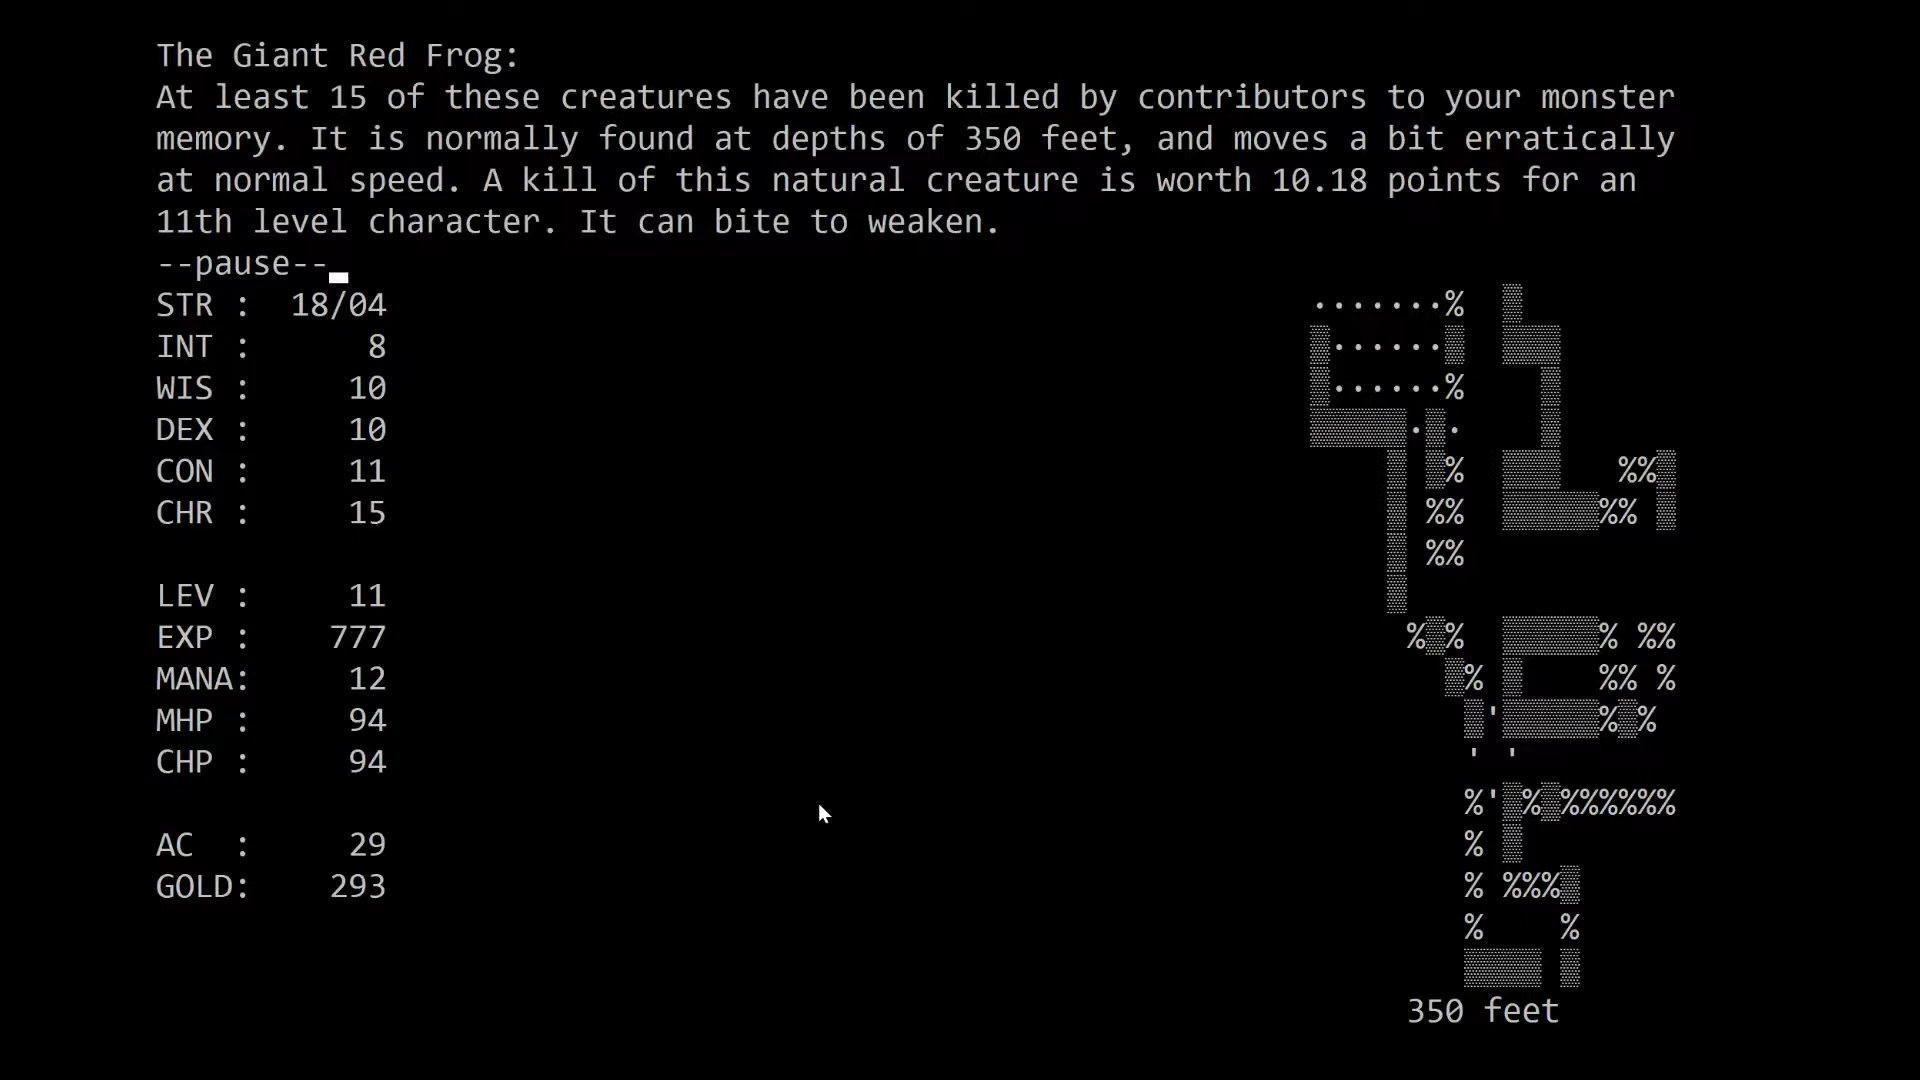 The Giant Red Frog:
At least 15 of these creatures have been killed by contributors to your monster
memory. It is normally found at depths of 350 feet, and moves a bit erratically
at normal speed. A kill of this natural creature is worth 10.18 points for an
11th level character. It can bite to weaken.
--pause--
STR :  18/04
INT :      8
WIS :     10
DEX :     10
CON :     11
CHR :     15
LEV :     11
EXP :    777
MANA:     12
MHP :     94
CHP :     94
AC  :     29
GOLD:    293
350 feet